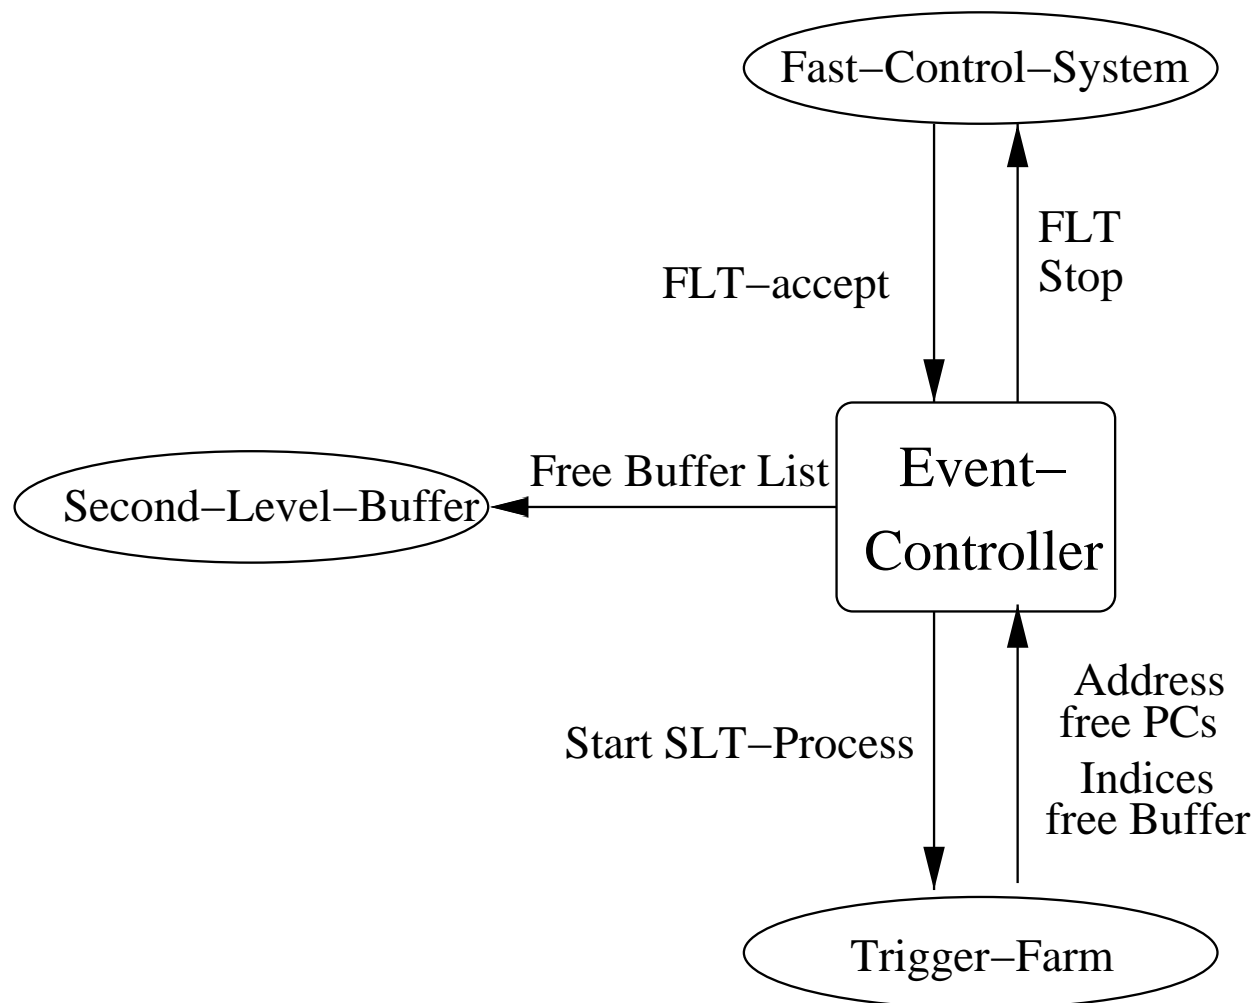 Fast–Control–System
FLT
Stop
FLT–accept
Free Buffer List
Event–
Controller
Second–Level–Buffer
Address
free PCs
Start SLT–Process
Indices
free Buffer
Trigger–Farm